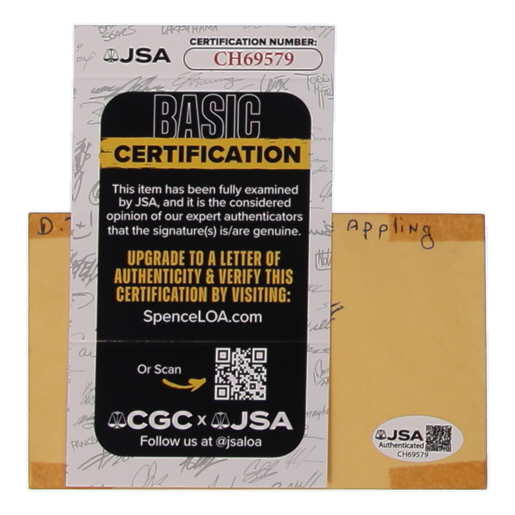 JSA
CERTIFICATION NUMBER:
CH69579
BASIC
CERTIFICATION
This item has been fully examined
by JSA, and it is the considered
opinion of our expert authenticators
that the signature(s) is/are genuine.
UPGRADE TO A LETTER OF
AUTHENTICITY & VERIFY THIS
CERTIFICATION BY VISITING:
SpenceLOA.com
Or Scan
CGC x JSA
Follow us at @jsaloa
D. Appling
JSA
Authenticated
CH69579